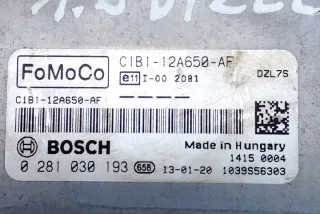 FoMoCo
C1B1-12A650-AF
e11 I-00 2081
DZL7S
C1B1-12A650-AF
BOSCH
Made in Hungary
1415 0004
0 281 030 193 656 13-01-20 1039S56303